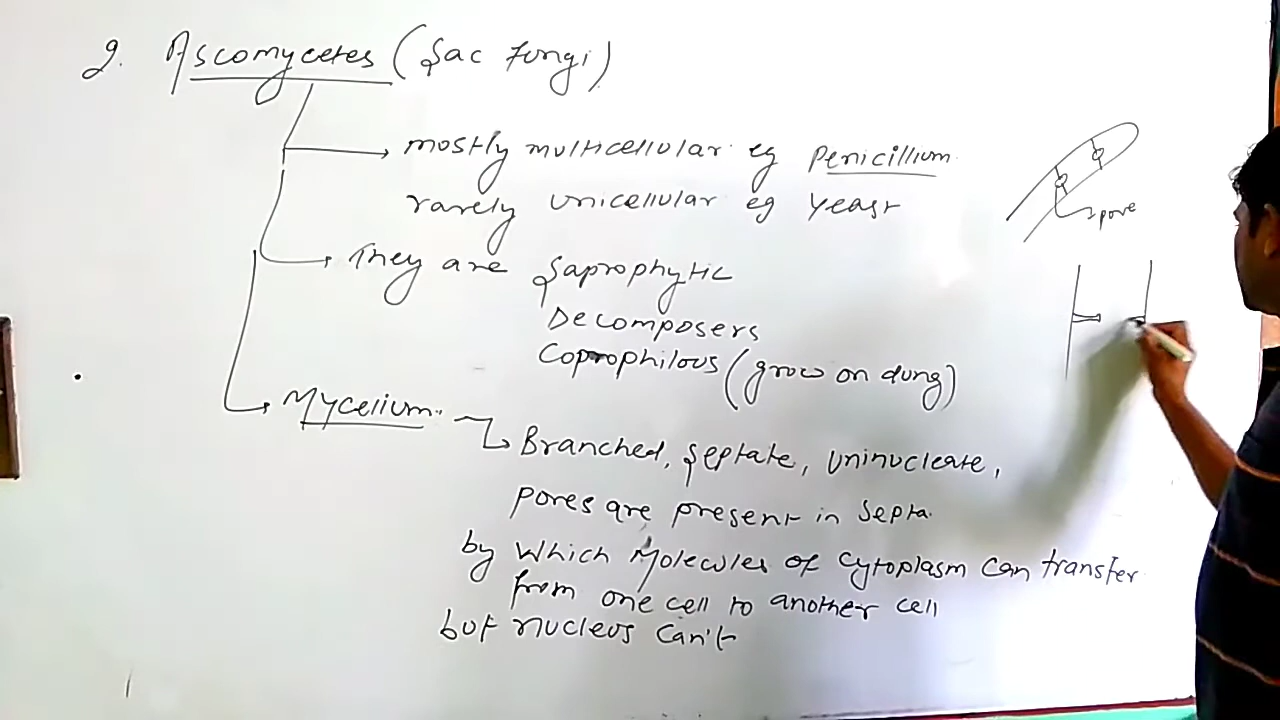 2. Ascomycetes (Sac fungi)
mostly multicellular eg Penicillium
rarely unicellular eg Yeast
They are Saprophytic
Decomposers
Coprophilous (grow on dung)
Mycelium
Branched, Septate, Uninucleate,
pores are present in Septa.
by which Molecules of Cytoplasm can transfer
from one cell to another cell
but nucleus can't
pore